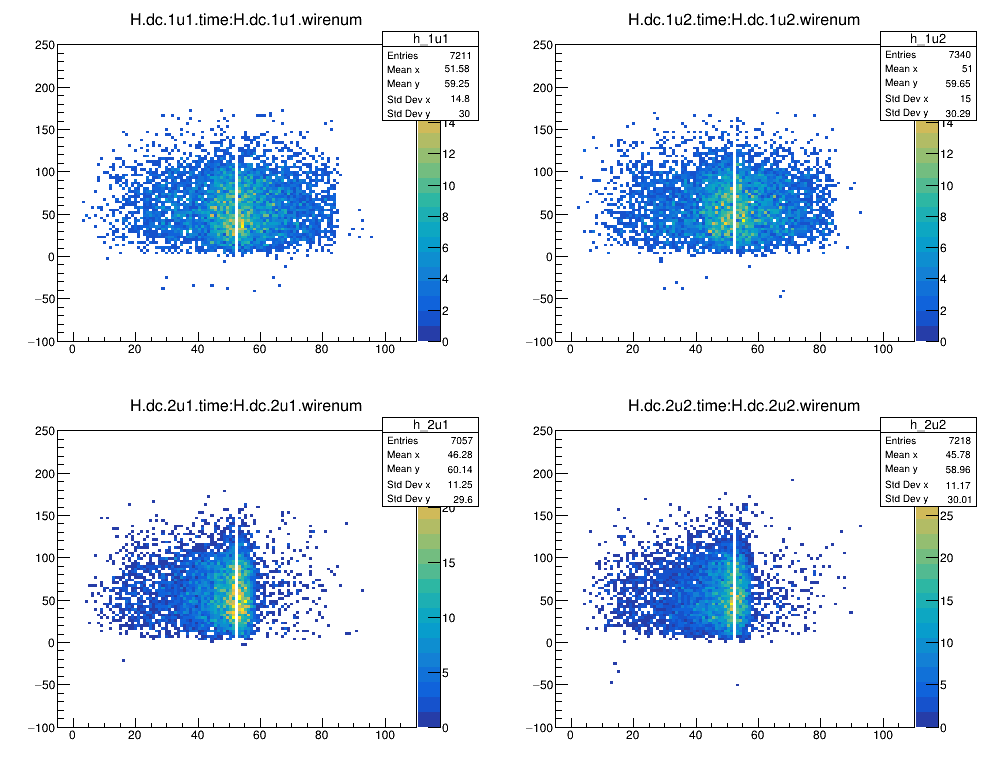 H.dc.1u1.time:H.dc.1u1.wirenum
h_1u1
Entries 7211
Mean x 51.58
Mean y 59.25
Std Dev x 14.8
Std Dev y 30
250
200
150
100
50
0
−50
−100
0 20 40 60 80 100
14
12
10
8
6
4
2
0
H.dc.1u2.time:H.dc.1u2.wirenum
h_1u2
Entries 7340
Mean x 51
Mean y 59.65
Std Dev x 15
Std Dev y 30.29
250
200
150
100
50
0
−50
−100
0 20 40 60 80 100
14
12
10
8
6
4
2
0
H.dc.2u1.time:H.dc.2u1.wirenum
h_2u1
Entries 7057
Mean x 46.28
Mean y 60.14
Std Dev x 11.25
Std Dev y 29.6
250
200
150
100
50
0
−50
−100
0 20 40 60 80 100
20
15
10
5
0
H.dc.2u2.time:H.dc.2u2.wirenum
h_2u2
Entries 7218
Mean x 45.78
Mean y 58.96
Std Dev x 11.17
Std Dev y 30.01
250
200
150
100
50
0
−50
−100
0 20 40 60 80 100
25
20
15
10
5
0